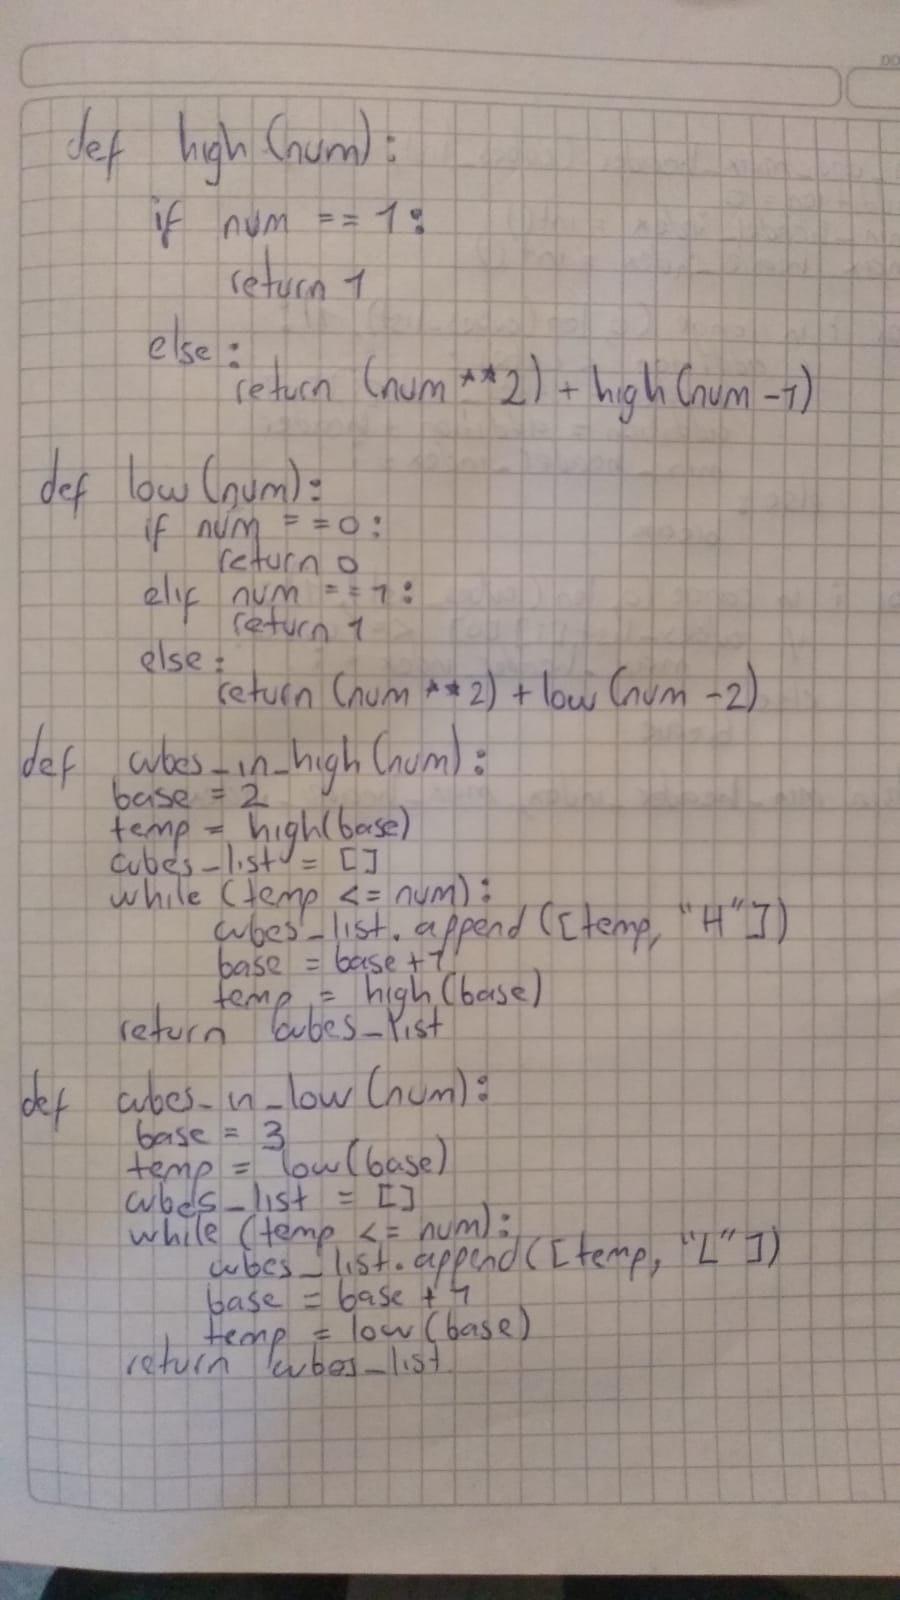 def high(num):
if num == 1:
return 1
else:
return (num**2) + high(num-1)
def low(num):
if num == 0:
return 0
elif num == 1:
return 1
else:
return (num**2) + low(num-2)
def cubes_in_high(num):
base = 2
temp = high(base)
cubes_list = []
while (temp <= num):
cubes_list.append([temp, "H"])
base = base+1
temp = high(base)
return cubes_list
def cubes_in_low(num):
base = 3
temp = low(base)
cubes_list = []
while (temp <= num):
cubes_list.append([temp, "L"])
base = base + 1
temp = low(base)
return cubes_list